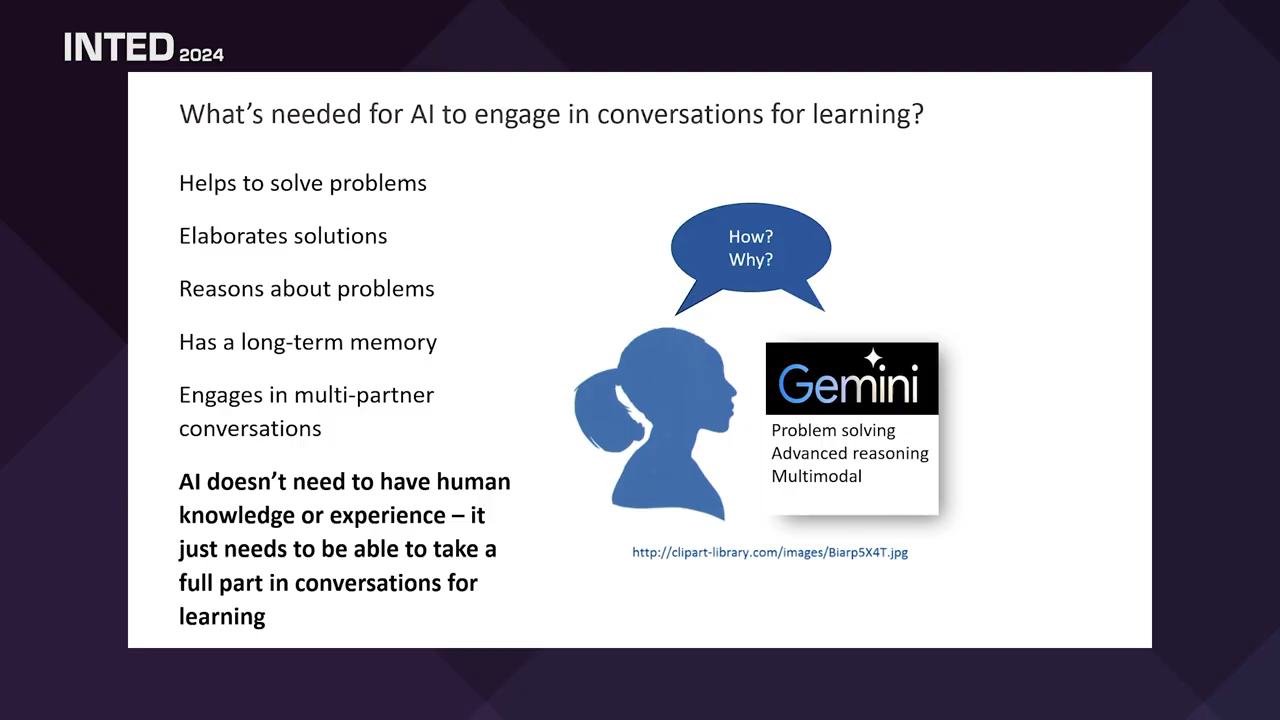 INTED 2024
What's needed for AI to engage in conversations for learning?
Helps to solve problems
Elaborates solutions
Reasons about problems
Has a long-term memory
Engages in multi-partner
conversations
AI doesn't need to have human
knowledge or experience – it
just needs to be able to take a
full part in conversations for
learning
How?
Why?
Gemini
Problem solving
Advanced reasoning
Multimodal
http://clipart-library.com/images/Biarp5X4T.jpg